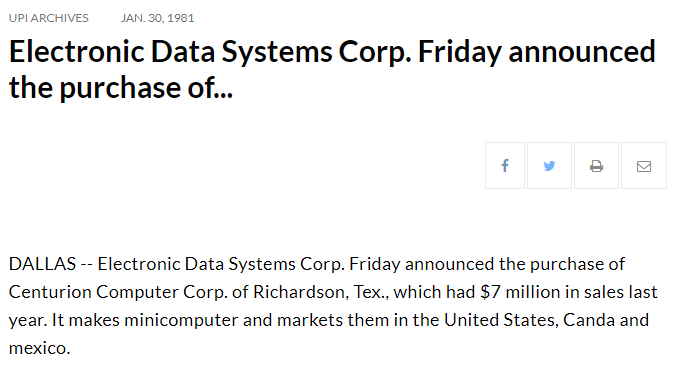 UPI ARCHIVES JAN. 30, 1981
Electronic Data Systems Corp. Friday announced
the purchase of...
DALLAS -- Electronic Data Systems Corp. Friday announced the purchase of
Centurion Computer Corp. of Richardson, Tex., which had $7 million in sales last
year. It makes minicomputer and markets them in the United States, Canda and
mexico.